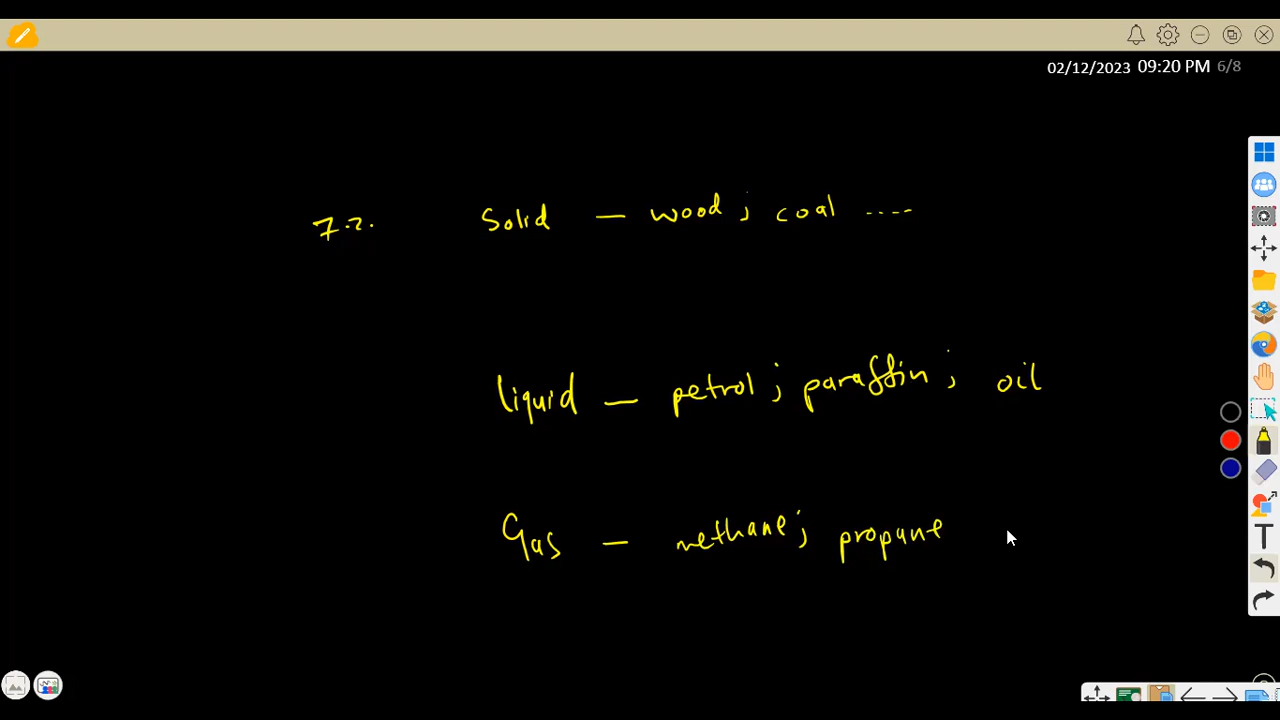 02/12/2023 09:20 PM 6/8
7.2. Solid — wood ; coal ....
liquid — petrol ; paraffin ; oil
Gas — methane ; propane
T